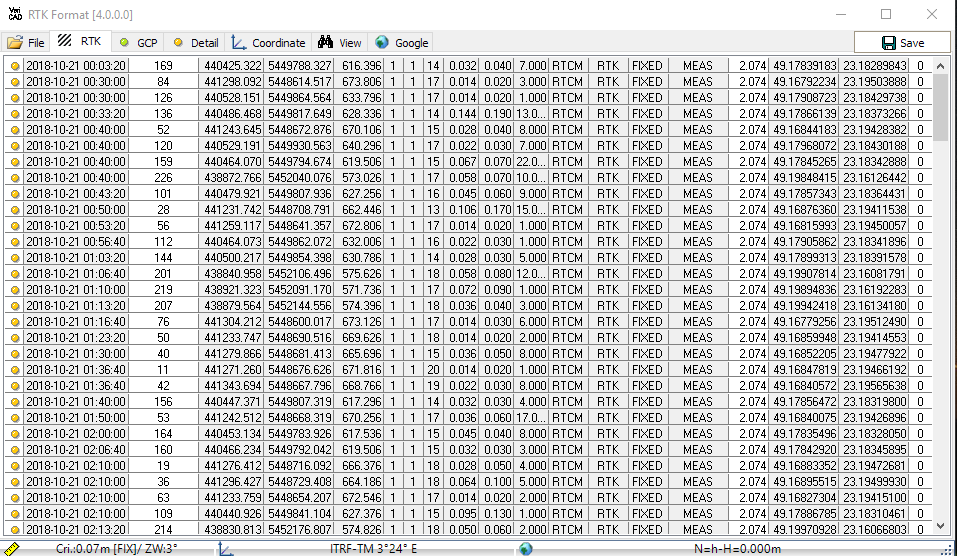 Veri CAD RTK Format [4.0.0.0]
File RTK GCP Detail Coordinate View Google Save
2018-10-21 00:03:20 169 440425.322 5449788.327 616.396 1 1 14 0.032 0.040 7.000 RTCM RTK FIXED MEAS 2.074 49.17839183 23.18289843 0
2018-10-21 00:30:00 84 441298.092 5448614.517 673.806 1 1 17 0.014 0.020 3.000 RTCM RTK FIXED MEAS 2.074 49.16792234 23.19503888 0
2018-10-21 00:30:00 126 440528.151 5449864.564 633.796 1 1 17 0.014 0.020 1.000 RTCM RTK FIXED MEAS 2.074 49.17908723 23.18429738 0
2018-10-21 00:33:20 136 440486.468 5449817.649 628.336 1 1 14 0.144 0.190 13.0... RTCM RTK FIXED MEAS 2.074 49.17866139 23.18373266 0
2018-10-21 00:40:00 52 441243.645 5448672.876 670.106 1 1 15 0.028 0.040 8.000 RTCM RTK FIXED MEAS 2.074 49.16844183 23.19428382 0
2018-10-21 00:40:00 120 440529.191 5449930.563 640.296 1 1 17 0.022 0.030 7.000 RTCM RTK FIXED MEAS 2.074 49.17968072 23.18430188 0
2018-10-21 00:40:00 159 440464.070 5449794.674 619.506 1 1 15 0.067 0.070 22.0... RTCM RTK FIXED MEAS 2.074 49.17845265 23.18342888 0
2018-10-21 00:40:00 226 438872.766 5452040.076 573.026 1 1 17 0.058 0.070 10.0... RTCM RTK FIXED MEAS 2.074 49.19848415 23.16126442 0
2018-10-21 00:43:20 101 440479.921 5449807.936 627.256 1 1 16 0.045 0.060 9.000 RTCM RTK FIXED MEAS 2.074 49.17857343 23.18364431 0
2018-10-21 00:50:00 28 441231.742 5448708.791 662.446 1 1 13 0.106 0.170 15.0... RTCM RTK FIXED MEAS 2.074 49.16876360 23.19411538 0
2018-10-21 00:53:20 56 441259.117 5448641.357 672.806 1 1 17 0.014 0.020 1.000 RTCM RTK FIXED MEAS 2.074 49.16815993 23.19450057 0
2018-10-21 00:56:40 112 440464.073 5449862.072 632.006 1 1 16 0.022 0.030 1.000 RTCM RTK FIXED MEAS 2.074 49.17905862 23.18341896 0
2018-10-21 01:03:20 144 440500.217 5449854.398 630.786 1 1 14 0.028 0.030 5.000 RTCM RTK FIXED MEAS 2.074 49.17899313 23.18391578 0
2018-10-21 01:06:40 201 438840.958 5452106.496 575.626 1 1 18 0.058 0.080 12.0... RTCM RTK FIXED MEAS 2.074 49.19907814 23.16081791 0
2018-10-21 01:10:00 219 438921.323 5452091.170 571.736 1 1 17 0.072 0.090 1.000 RTCM RTK FIXED MEAS 2.074 49.19894836 23.16192283 0
2018-10-21 01:13:20 207 438879.564 5452144.556 574.396 1 1 18 0.036 0.040 3.000 RTCM RTK FIXED MEAS 2.074 49.19942418 23.16134180 0
2018-10-21 01:16:40 76 441304.212 5448600.017 673.126 1 1 17 0.014 0.030 6.000 RTCM RTK FIXED MEAS 2.074 49.16779256 23.19512490 0
2018-10-21 01:23:20 50 441233.747 5448690.516 669.626 1 1 18 0.014 0.020 2.000 RTCM RTK FIXED MEAS 2.074 49.16859948 23.19414553 0
2018-10-21 01:30:00 40 441279.866 5448681.413 665.696 1 1 15 0.036 0.050 8.000 RTCM RTK FIXED MEAS 2.074 49.16852205 23.19477922 0
2018-10-21 01:36:40 11 441271.260 5448676.626 671.816 1 1 20 0.014 0.020 1.000 RTCM RTK FIXED MEAS 2.074 49.16847819 23.19466192 0
2018-10-21 01:36:40 42 441343.694 5448667.796 668.766 1 1 19 0.022 0.030 8.000 RTCM RTK FIXED MEAS 2.074 49.16840572 23.19565638 0
2018-10-21 01:40:00 156 440447.371 5449807.319 617.296 1 1 14 0.032 0.030 4.000 RTCM RTK FIXED MEAS 2.074 49.17856472 23.18319800 0
2018-10-21 01:50:00 53 441242.512 5448668.319 670.256 1 1 17 0.036 0.060 17.0... RTCM RTK FIXED MEAS 2.074 49.16840075 23.19426896 0
2018-10-21 02:00:00 164 440453.134 5449783.926 617.536 1 1 15 0.045 0.040 8.000 RTCM RTK FIXED MEAS 2.074 49.17835496 23.18328050 0
2018-10-21 02:06:40 160 440466.234 5449792.042 619.506 1 1 15 0.032 0.030 3.000 RTCM RTK FIXED MEAS 2.074 49.17842920 23.18345895 0
2018-10-21 02:10:00 19 441276.412 5448716.092 666.376 1 1 18 0.028 0.050 4.000 RTCM RTK FIXED MEAS 2.074 49.16883352 23.19472681 0
2018-10-21 02:10:00 36 441296.427 5448729.408 664.186 1 1 18 0.064 0.100 5.000 RTCM RTK FIXED MEAS 2.074 49.16895515 23.19499930 0
2018-10-21 02:10:00 63 441233.759 5448654.207 672.546 1 1 17 0.014 0.020 2.000 RTCM RTK FIXED MEAS 2.074 49.16827304 23.19415100 0
2018-10-21 02:10:00 109 440440.926 5449841.104 627.376 1 1 15 0.095 0.130 1.000 RTCM RTK FIXED MEAS 2.074 49.17886785 23.18310461 0
2018-10-21 02:13:20 214 438830.813 5452176.807 574.826 1 1 18 0.050 0.060 2.000 RTCM RTK FIXED MEAS 2.074 49.19970928 23.16066803 0
Cri.:0.07m [FIX]/ ZW:3° ITRF-TM 3°24° E N=h-H=0.000m